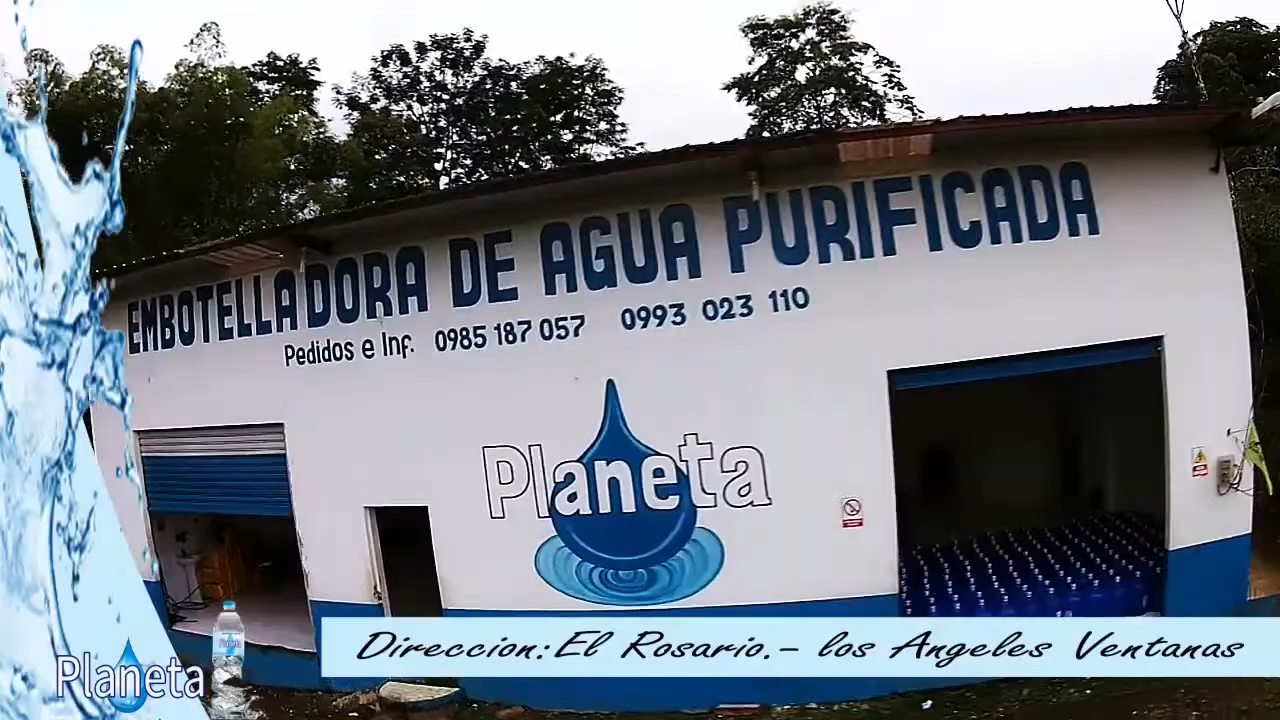 EMBOTELLADORA DE AGUA PURIFICADA
Pedidos e Inf. 0985 187 057 0993 023 110
Planeta
Direccion: El Rosario.- los Angeles Ventanas
Planeta